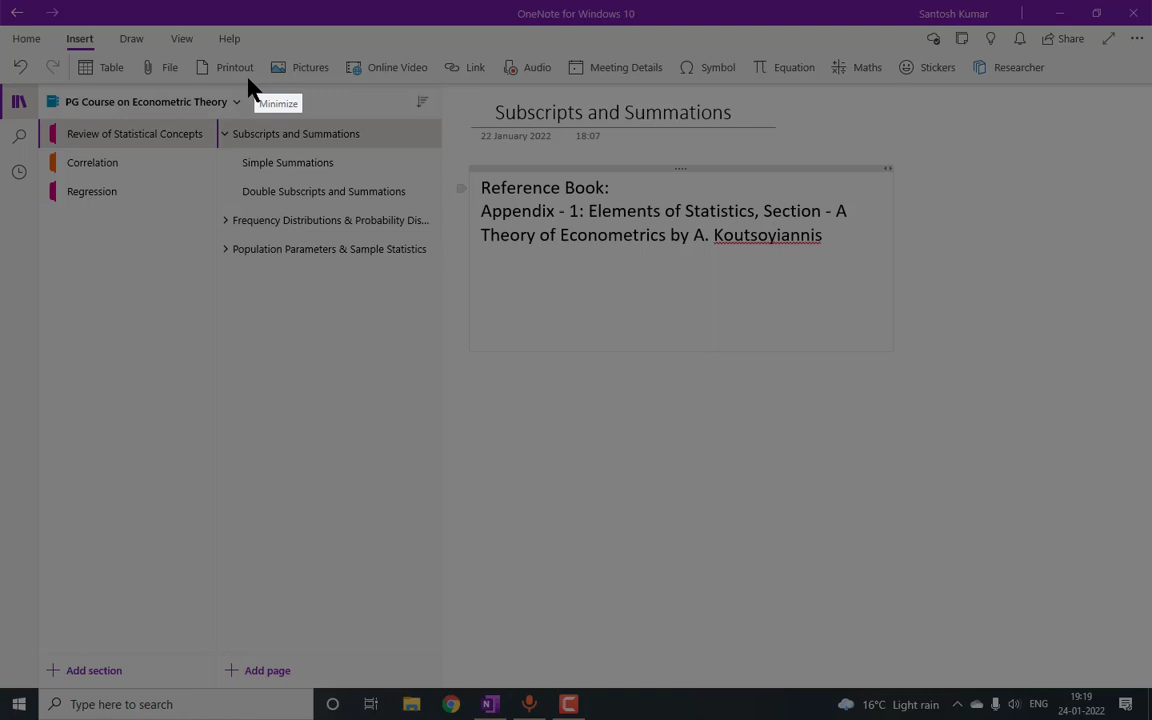 OneNote for Windows 10
Santosh Kumar
Home
Insert
Draw
View
Help
Share
Table
File
Printout
Pictures
Online Video
Link
Audio
Meeting Details
Symbol
Equation
Maths
Stickers
Researcher
PG Course on Econometric Theory
Minimize
Review of Statistical Concepts
Correlation
Regression
Subscripts and Summations
Simple Summations
Double Subscripts and Summations
Frequency Distributions & Probability Dis...
Population Parameters & Sample Statistics
Subscripts and Summations
22 January 2022 18:07
Reference Book:
Appendix - 1: Elements of Statistics, Section - A
Theory of Econometrics by A. Koutsoyiannis
Add section
Add page
Type here to search
16°C Light rain
ENG
19:19
24-01-2022